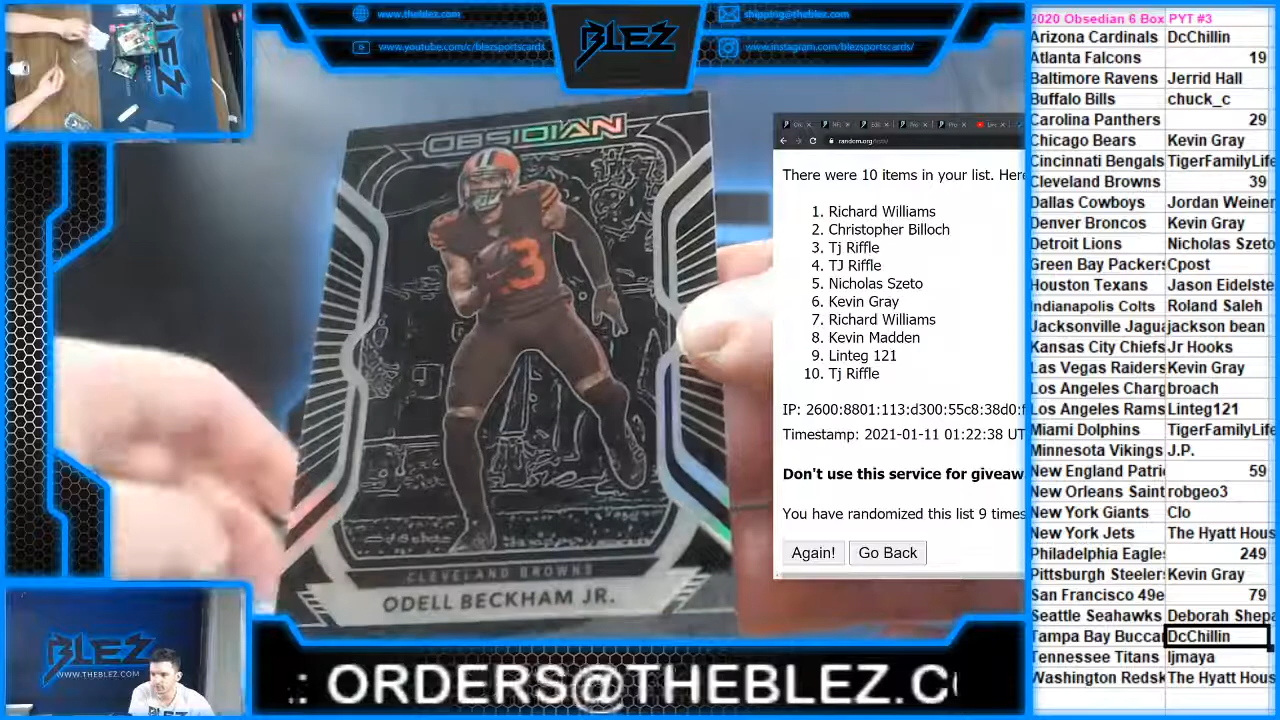 www.theblez.com
shipping@theblez.com
www.youtube.com/c/blezsportscards
www.instagram.com/blezsportscards/
BLEZ
OBSIDIAN
3
CLEVELAND BROWNS
ODELL BECKHAM JR.
random.org/lists/
There were 10 items in your list. Here
1. Richard Williams
2. Christopher Billoch
3. Tj Riffle
4. TJ Riffle
5. Nicholas Szeto
6. Kevin Gray
7. Richard Williams
8. Kevin Madden
9. Linteg 121
10. Tj Riffle
IP: 2600:8801:113:d300:55c8:38d0:f
Timestamp: 2021-01-11 01:22:38 UT
Don't use this service for giveaw
You have randomized this list 9 times
Again! Go Back
2020 Obsedian 6 Box PYT #3
Arizona Cardinals DcChillin
Atlanta Falcons 19
Baltimore Ravens Jerrid Hall
Buffalo Bills chuck_c
Carolina Panthers 29
Chicago Bears Kevin Gray
Cincinnati Bengals TigerFamilyLife
Cleveland Browns 39
Dallas Cowboys Jordan Weiner
Denver Broncos Kevin Gray
Detroit Lions Nicholas Szeto
Green Bay Packers Cpost
Houston Texans Jason Eidelste
Indianapolis Colts Roland Saleh
Jacksonville Jagua jackson bean
Kansas City Chiefs Jr Hooks
Las Vegas Raiders Kevin Gray
Los Angeles Charg broach
Los Angeles Rams Linteg121
Miami Dolphins TigerFamilyLife
Minnesota Vikings J.P.
New England Patri 59
New Orleans Saint robgeo3
New York Giants Clo
New York Jets The Hyatt Hous
Philadelphia Eagle 249
Pittsburgh Steelers Kevin Gray
San Francisco 49e 79
Seattle Seahawks Deborah Shepa
Tampa Bay Bucca DcChillin
Tennessee Titans ljmaya
Washington Redsk The Hyatt Hous
BLEZ
WWW.THEBLEZ.COM
.: ORDERS@THEBLEZ.C